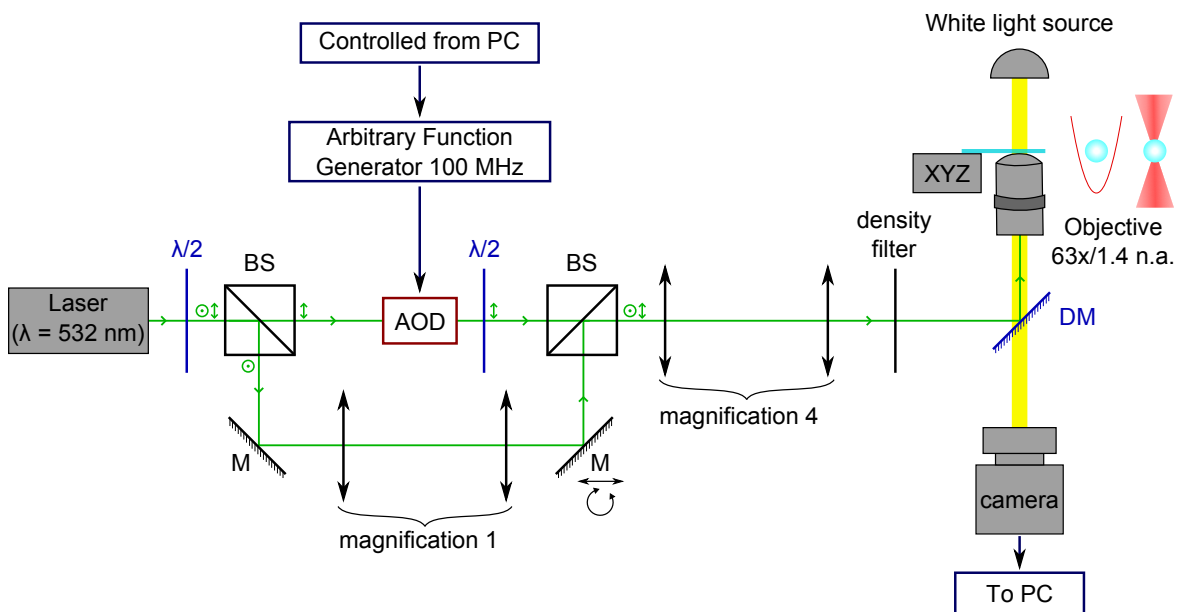 Controlled from PC
Arbitrary Function
Generator 100 MHz
White light source
XYZ
Objective
63x/1.4 n.a.
density
filter
λ/2
BS
λ/2
BS
Laser
(λ = 532 nm)
AOD
DM
magnification 4
M
M
magnification 1
camera
To PC